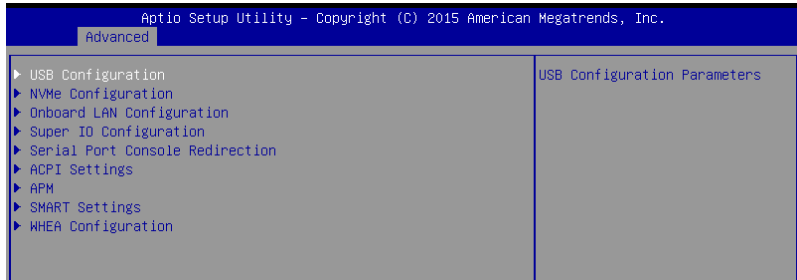 Aptio Setup Utility – Copyright (C) 2015 American Megatrends, Inc.
Advanced
USB Configuration
NVMe Configuration
Onboard LAN Configuration
Super IO Configuration
Serial Port Console Redirection
ACPI Settings
APM
SMART Settings
WHEA Configuration
USB Configuration Parameters